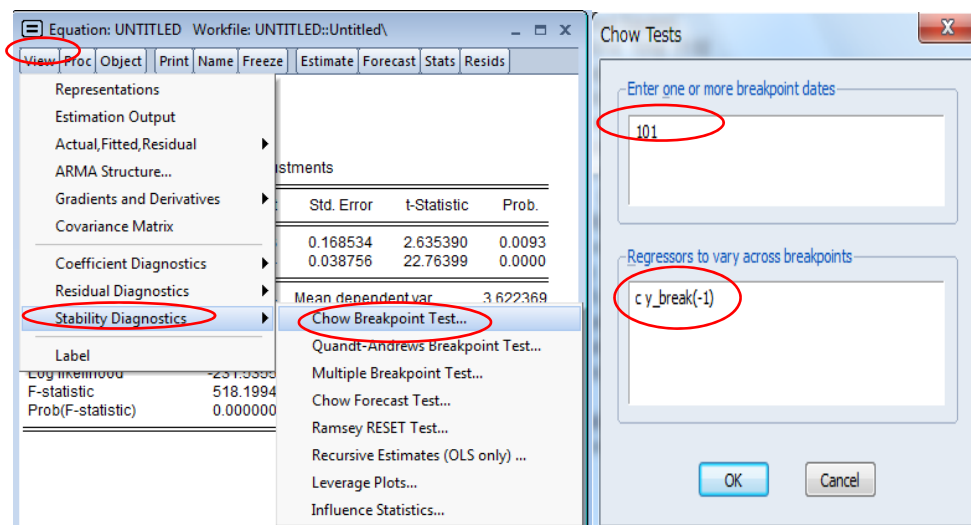 Equation: UNTITLED Workfile: UNTITLED::Untitled\
View Proc Object Print Name Freeze Estimate Forecast Stats Resids
Representations
Estimation Output
Actual,Fitted,Residual
ARMA Structure...
Gradients and Derivatives
Covariance Matrix
Coefficient Diagnostics
Residual Diagnostics
Stability Diagnostics
Label
stments
Std. Error t-Statistic Prob.
0.168534 2.635390 0.0093
0.038756 22.76399 0.0000
Mean dependent var 3.622369
Log likelihood -231.5355
F-statistic 518.1994
Prob(F-statistic) 0.000000
Chow Breakpoint Test...
Quandt-Andrews Breakpoint Test...
Multiple Breakpoint Test...
Chow Forecast Test...
Ramsey RESET Test...
Recursive Estimates (OLS only) ...
Leverage Plots...
Influence Statistics...
Chow Tests
X
Enter one or more breakpoint dates
101
Regressors to vary across breakpoints
c y_break(-1)
OK
Cancel